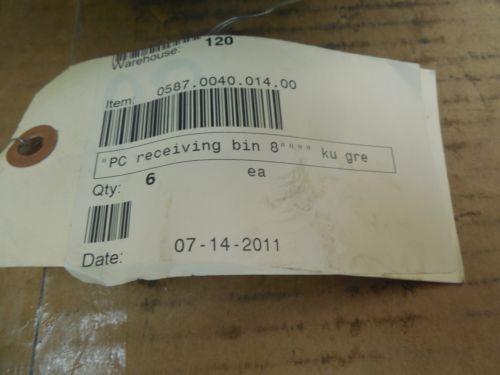 Warehouse: 120
Item: 0587.0040.014.00
"PC receiving bin 8"""" ku gre
Qty: 6 ea
Date: 07-14-2011